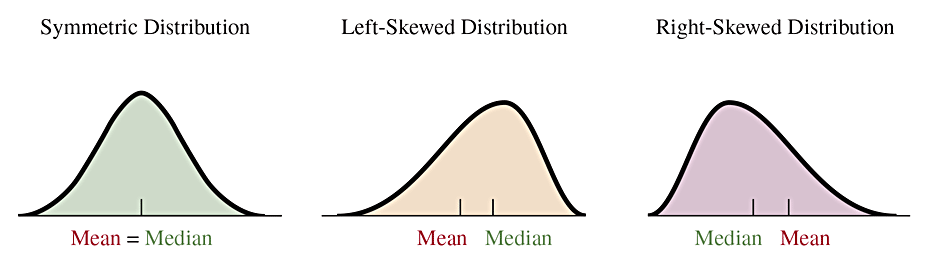 Symmetric Distribution
Left-Skewed Distribution
Right-Skewed Distribution
Mean = Median
Mean Median
Median Mean